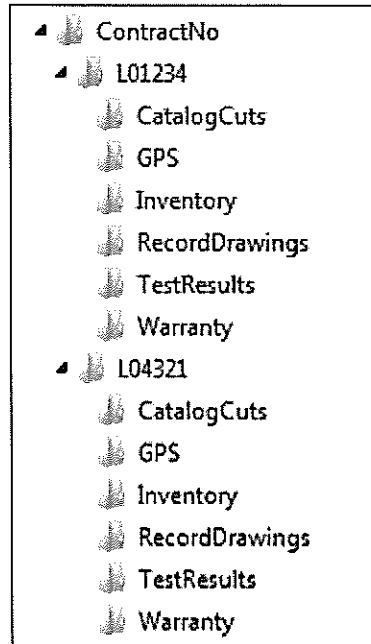 ContractNo
L01234
CatalogCuts
GPS
Inventory
RecordDrawings
TestResults
Warranty
L04321
CatalogCuts
GPS
Inventory
RecordDrawings
TestResults
Warranty